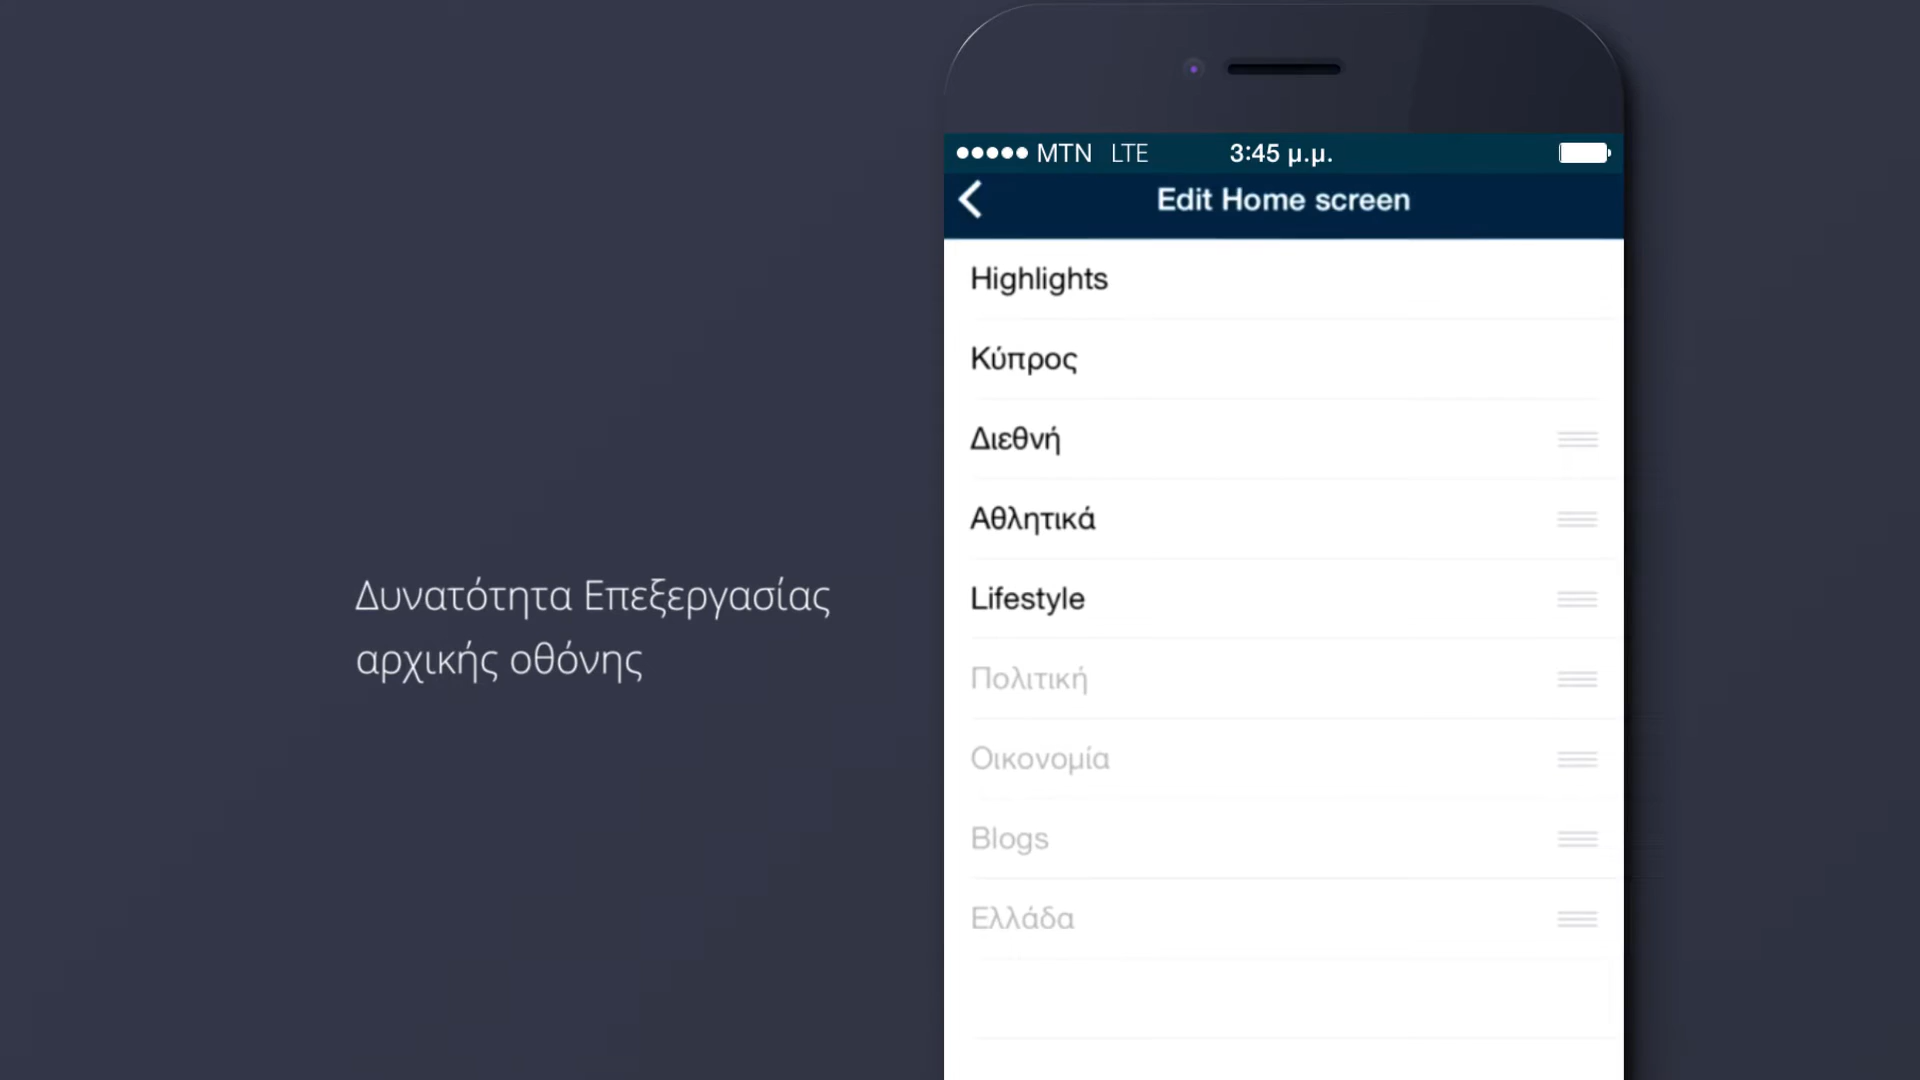 Δυνατότητα Επεξεργασίας
αρχικής οθόνης
MTN LTE 3:45 μ.μ.
Edit Home screen
Highlights
Κύπρος
Διεθνή
Αθλητικά
Lifestyle
Πολιτική
Οικονομία
Blogs
Ελλάδα